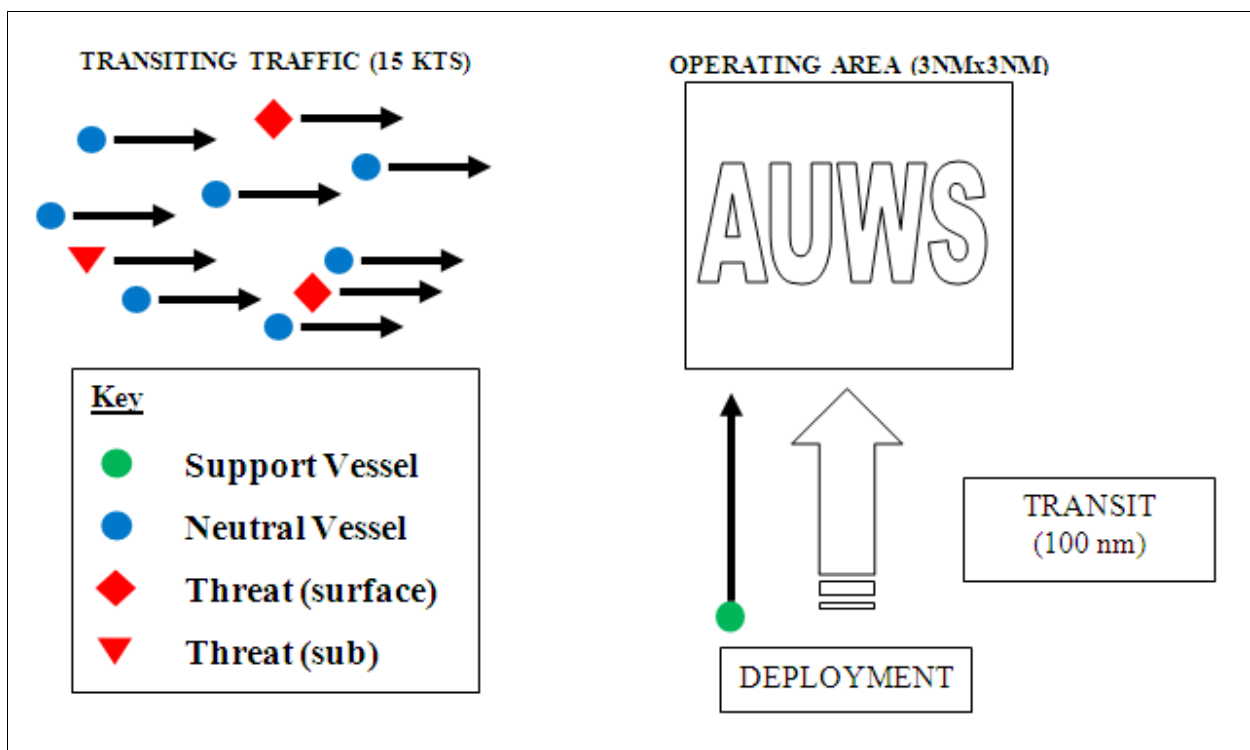 TRANSITING TRAFFIC (15 KTS)
OPERATING AREA (3NMx3NM)
AUWS
Key
Support Vessel
Neutral Vessel
Threat (surface)
Threat (sub)
TRANSIT
(100 nm)
DEPLOYMENT